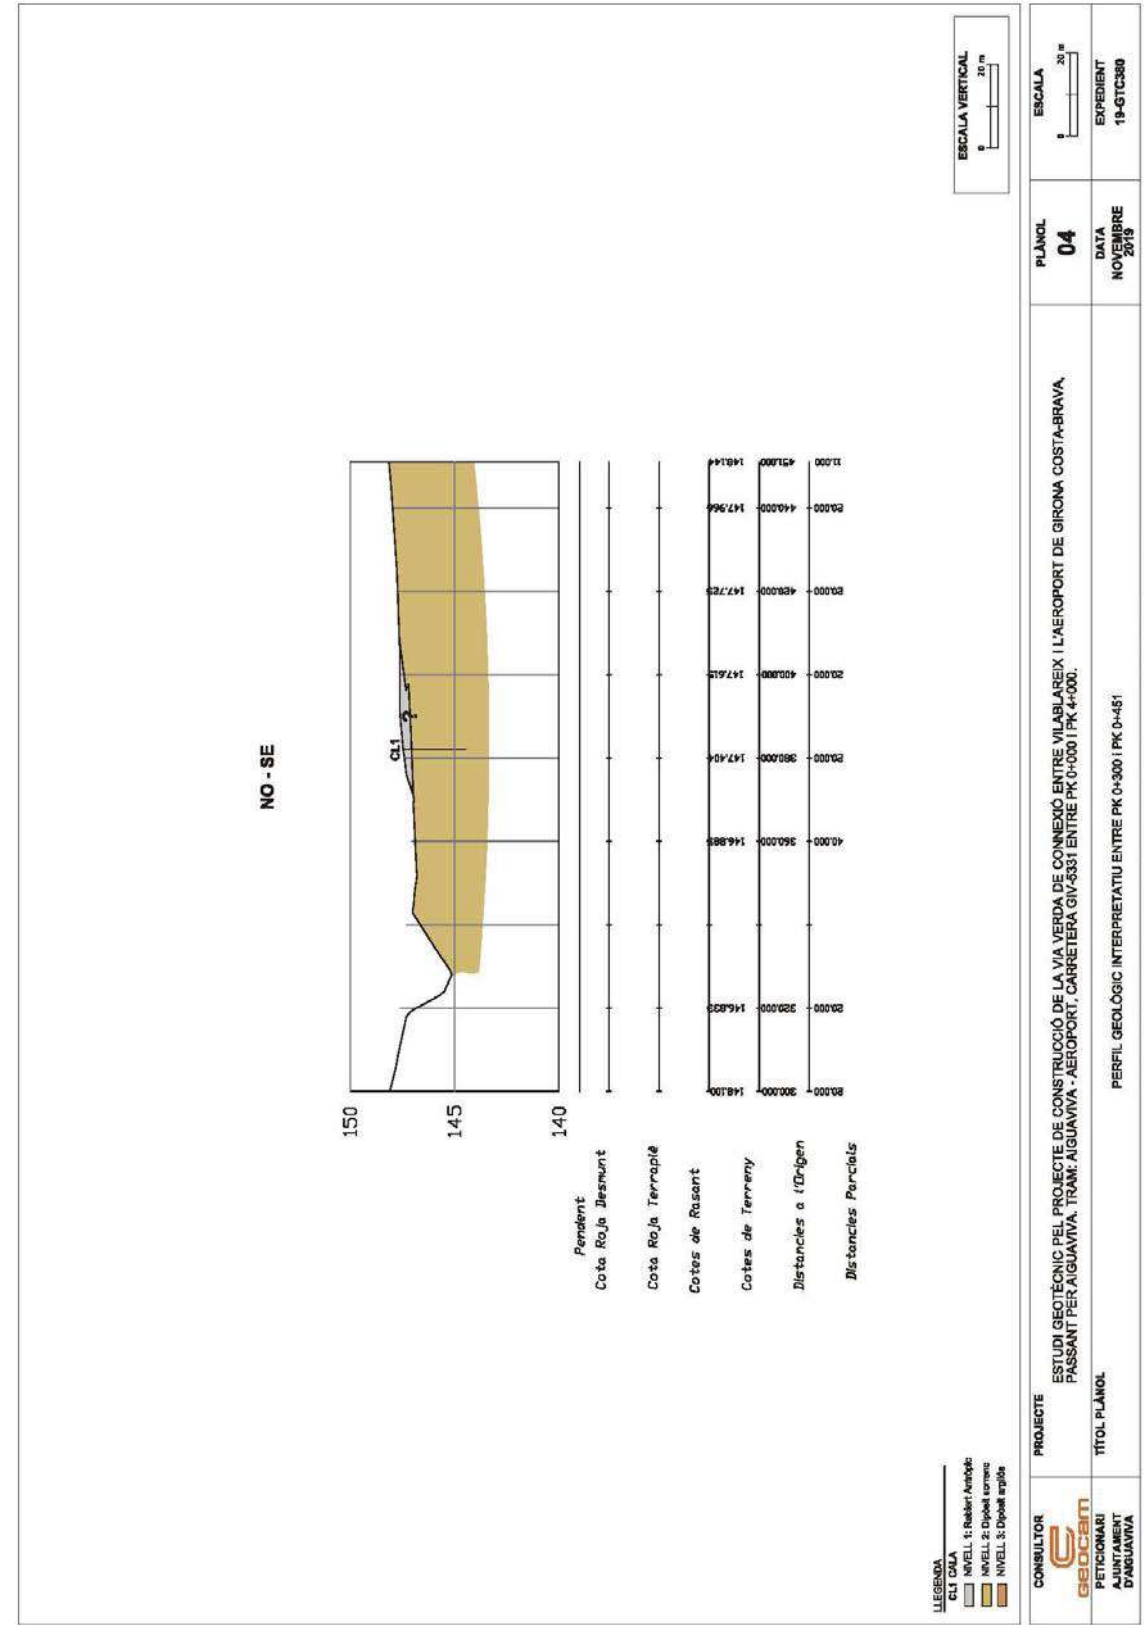 NO - SE
150
145
140
CL1
?
Pendent
Cota Roja Desmunt
Cota Roja Terraplé
Cotes de Rasant
Cotes de Terreny
148.100 146.833 146.885 147.404 147.615 147.725 147.966 148.144
Distancies a l'Origen
300.000 320.000 360.000 380.000 400.000 420.000 440.000 451.000
Distancies Parcials
20.000 20.000 40.000 20.000 20.000 20.000 20.000 11.000
LLEGENDA
CL1 CALA
NIVELL 1: Reblert Antròpic
NIVELL 2: Dipòsit sorrenc
NIVELL 3: Dipòsit argilós
ESCALA VERTICAL
0 20 m
CONSULTOR
geocam
PETICIONARI
AJUNTAMENT
D'AIGUAVIVA
PROJECTE
ESTUDI GEOTÈCNIC PEL PROJECTE DE CONSTRUCCIÓ DE LA VIA VERDA DE CONNEXIÓ ENTRE VILABLAREIX I L'AEROPORT DE GIRONA COSTA-BRAVA,
PASSANT PER AIGUAVIVA. TRAM: AIGUAVIVA - AEROPORT, CARRETERA GIV-5331 ENTRE PK 0+000 I PK 4+000.
TÍTOL PLÀNOL
PERFIL GEOLÒGIC INTERPRETATIU ENTRE PK 0+300 I PK 0+451
PLÀNOL
04
DATA
NOVEMBRE
2019
ESCALA
0 20 m
EXPEDIENT
19-GTC380